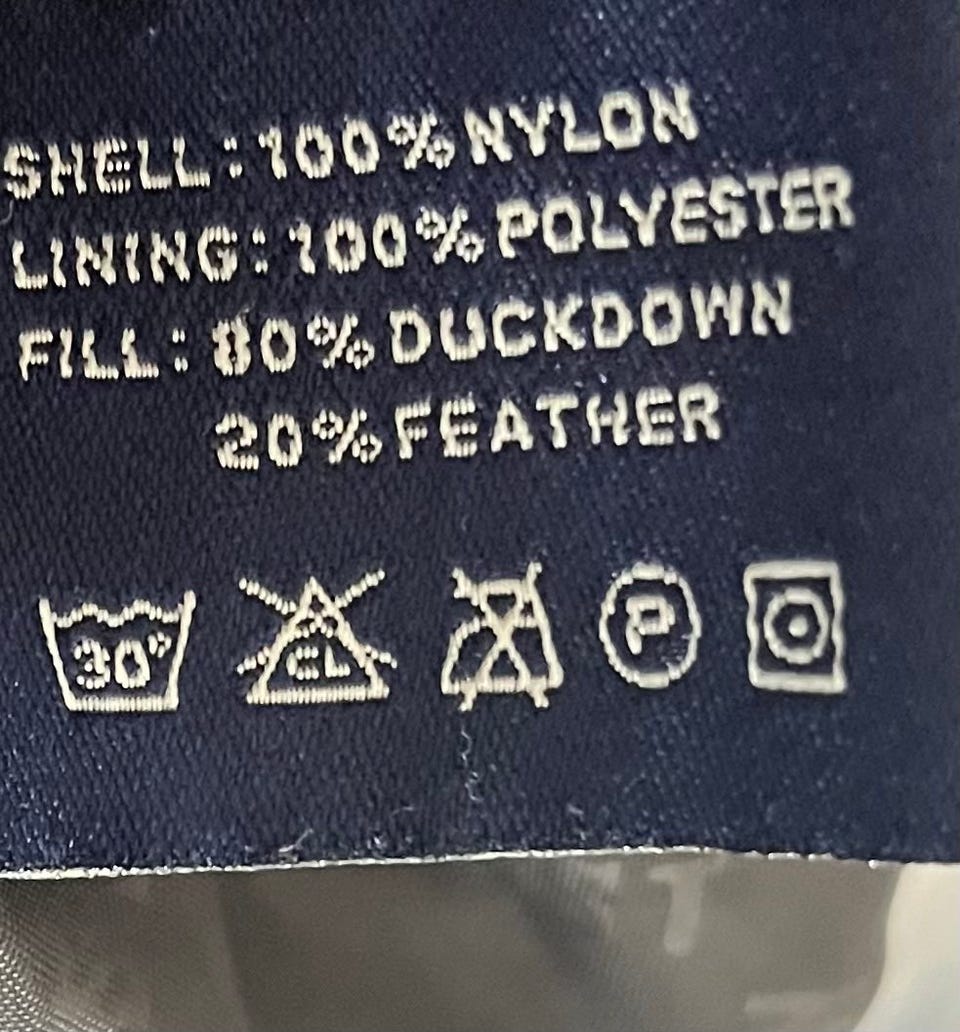 SHELL:100%NYLON
LINING:100%POLYESTER
FILL: 80%DUCKDOWN
20%FEATHER
30° CL P